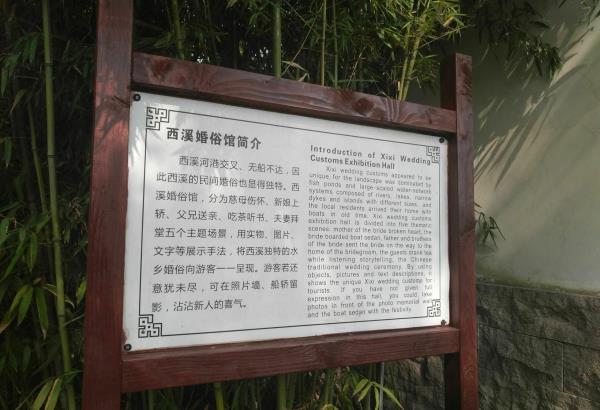 西溪婚俗馆简介
西溪河港交叉、无船不达，因
此西溪的民间婚俗也显得独特。西
溪婚俗馆，分为慈母伤怀、新娘上
轿、父兄送亲、吃茶听书、夫妻拜
堂五个主题场景，用实物、图片、
文字等展示手法，将西溪独特的水
乡婚俗向游客一一呈现。游客若还
意犹未尽，可在照片墙、船轿留
影，沾沾新人的喜气。
Introduction of Xixi Wedding
Customs Exhibition Hall
Xixi wedding customs appeared to be
unique, for the landscape was dominated by
fish ponds and large-scaled water-network
systems composed of rivers, lakes, narrow
dykes and islands with different sizes, and
the local residents arrived their home with
boats in old time. Xixi wedding customs
exhibition hall is divided into five thematic
scenes: mother of the bride broken heart, the
bride boarded boat sedan, father and brothers
of the bride sent the bride on the way to the
home of the bridegroom, the guests drank tea
while listening storytelling, the Chinese
traditional wedding ceremony. By using
objects, pictures and text descriptions, it
shows the unique Xixi wedding customs for
tourists. If you have not given full
expression in this hall, you could take
photos in front of the photo memorial wall
and the boat sedan with the festivity.